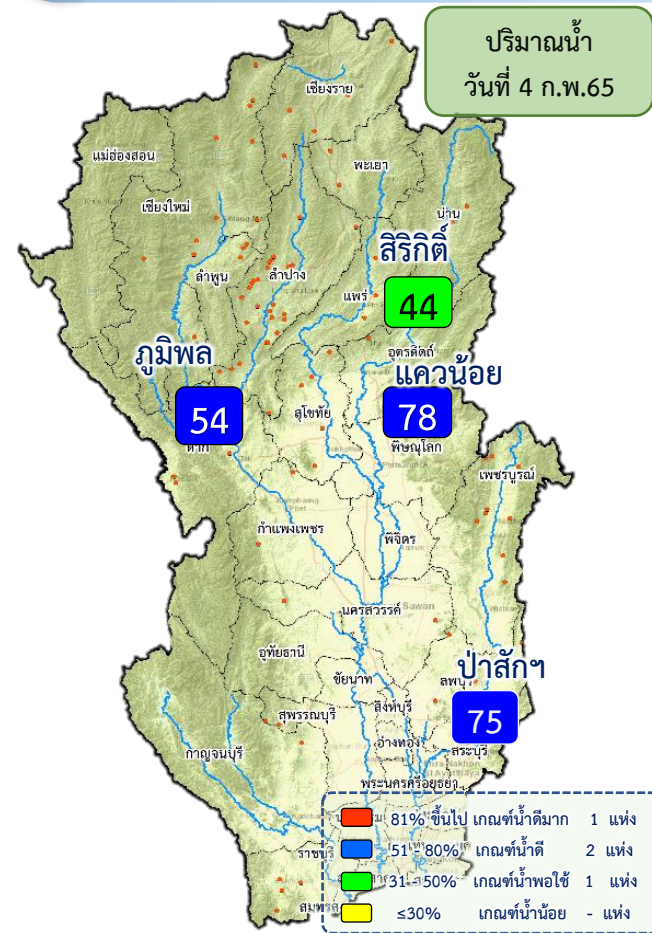 ปริมาณน้ำ
วันที่ 4 ก.พ.65
เชียงราย
แม่ฮ่องสอน
พะเยา
เชียงใหม่
น่าน
สิริกิติ์
ลำพูน
ลำปาง
แพร่
44
ภูมิพล
อุตรดิตถ์
แควน้อย
54
สุโขทัย
78
ตาก
พิษณุโลก
เพชรบูรณ์
กำแพงเพชร
พิจิตร
นครสวรรค์
Sawan
อุทัยธานี
ป่าสักฯ
ชัยนาท
ลพบุรี
สิงห์บุรี
สุพรรณบุรี
75
อ่างทอง
กาญจนบุรี
สระบุรี
พระนครศรีอยุธยา
81% ขึ้นไป เกณฑ์น้ำดีมาก 1 แห่ง
51 - 80% เกณฑ์น้ำดี 2 แห่ง
ราชบุรี
31 - 50% เกณฑ์น้ำพอใช้ 1 แห่ง
≤30% เกณฑ์น้ำน้อย - แห่ง